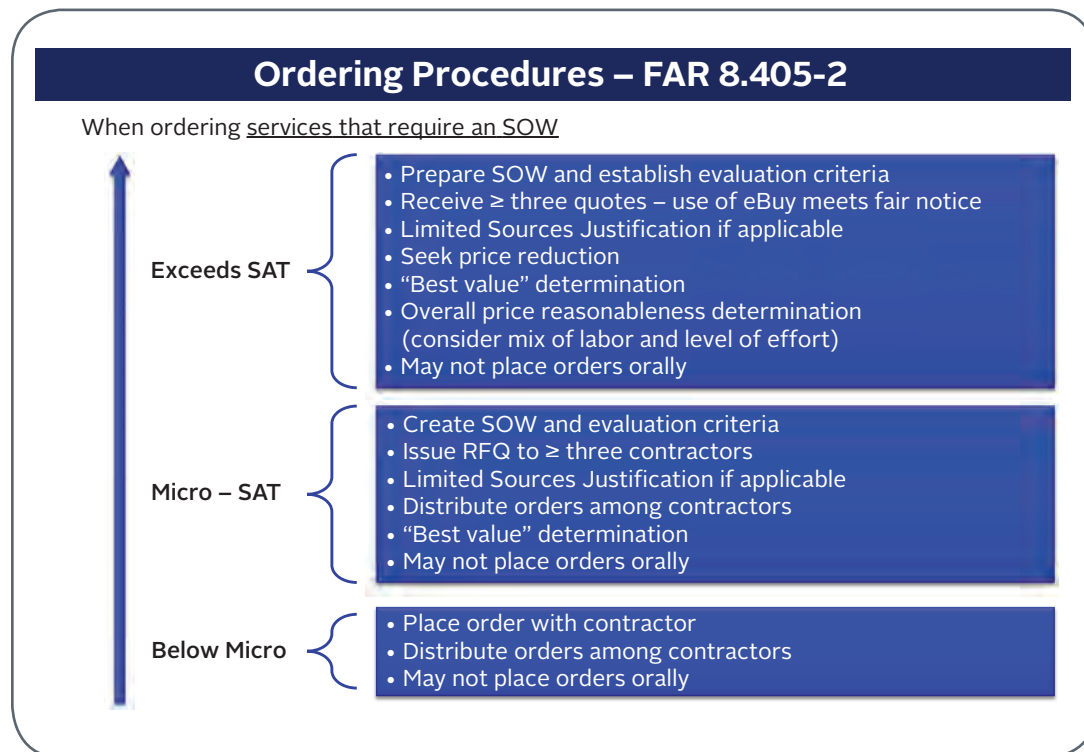 Ordering Procedures – FAR 8.405-2
When ordering services that require an SOW
Exceeds SAT
• Prepare SOW and establish evaluation criteria
• Receive ≥ three quotes – use of eBuy meets fair notice
• Limited Sources Justification if applicable
• Seek price reduction
• “Best value” determination
• Overall price reasonableness determination
(consider mix of labor and level of effort)
• May not place orders orally
Micro – SAT
• Create SOW and evaluation criteria
• Issue RFQ to ≥ three contractors
• Limited Sources Justification if applicable
• Distribute orders among contractors
• “Best value” determination
• May not place orders orally
Below Micro
• Place order with contractor
• Distribute orders among contractors
• May not place orders orally